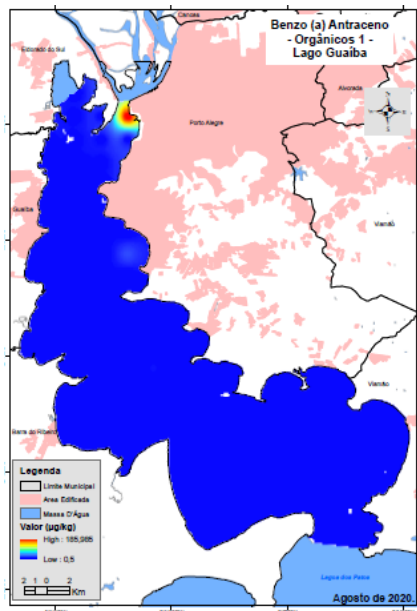 Benzo (a) Antraceno
- Orgânicos 1 -
Lago Guaíba
Canoas
Eldorado do Sul
Alvorada
Porto Alegre
Guaíba
Viamão
Viamão
Barra do Ribeiro
Legenda
Limite Municipal
Area Edificada
Massa D'Água
Valor (µg/kg)
High : 185,985
Low : 0,5
2 1 0 2
Km
Lagoa dos Patos
Agosto de 2020.